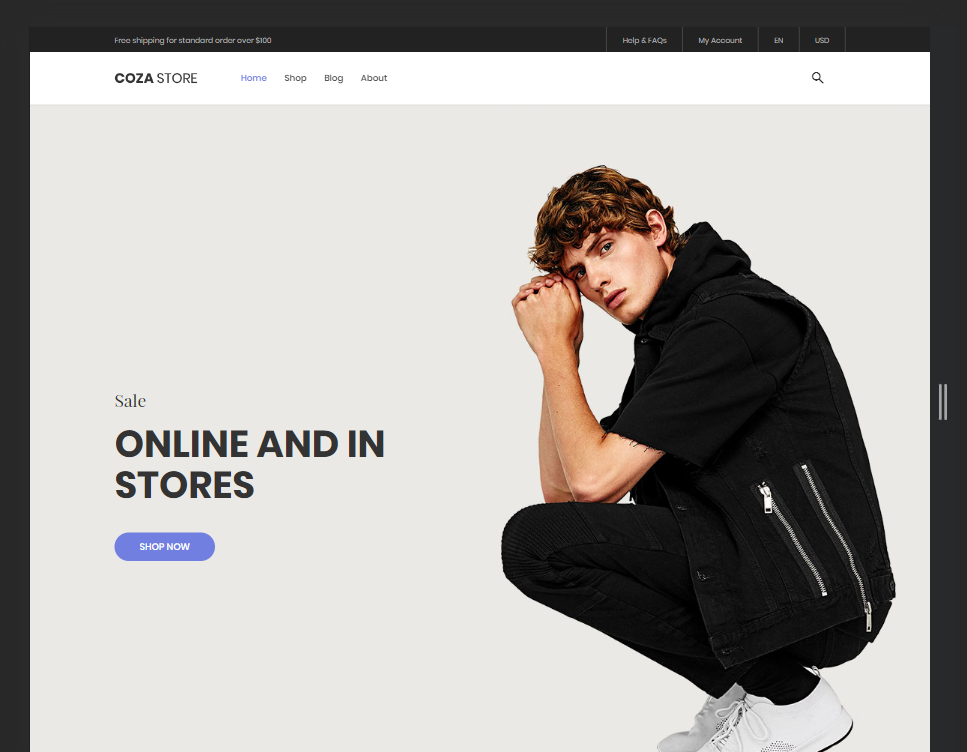 Free shipping for standard order over $100
Help & FAQs
My Account
EN
USD
COZA STORE
Home
Shop
Blog
About
Sale
ONLINE AND IN
STORES
SHOP NOW